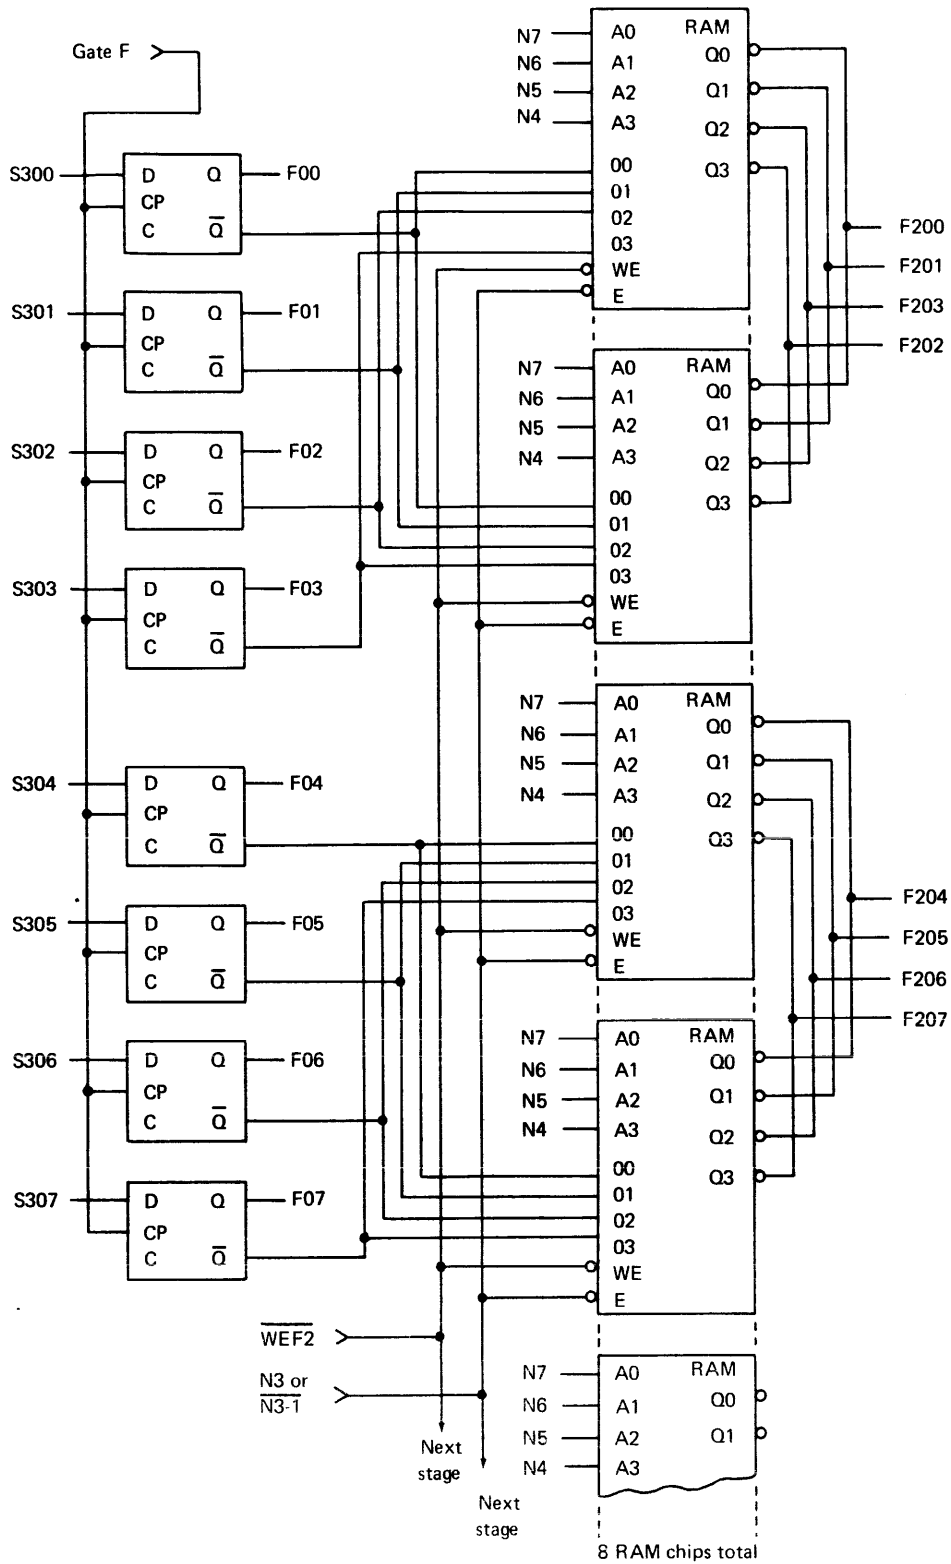 Gate F
S300 D Q F00
CP
C Q̅
S301 D Q F01
CP
C Q̅
S302 D Q F02
CP
C Q̅
S303 D Q F03
CP
C Q̅
S304 D Q F04
CP
C Q̅
S305 D Q F05
CP
C Q̅
S306 D Q F06
CP
C Q̅
S307 D Q F07
CP
C Q̅
W̅E̅F̅2̅
N3 or
N̅3̅-̅1̅
Next
stage
Next
stage
RAM
N7 A0 Q0
N6 A1 Q1
N5 A2 Q2
N4 A3 Q3
00
01
02
03
WE
E
F200
F201
F203
F202
RAM
N7 A0 Q0
N6 A1 Q1
N5 A2 Q2
N4 A3 Q3
00
01
02
03
WE
E
RAM
N7 A0 Q0
N6 A1 Q1
N5 A2 Q2
N4 A3 Q3
00
01
02
03
WE
E
F204
F205
F206
F207
RAM
N7 A0 Q0
N6 A1 Q1
N5 A2 Q2
N4 A3 Q3
00
01
02
03
WE
E
RAM
N7 A0 Q0
N6 A1 Q1
N5 A2
N4 A3
8 RAM chips total